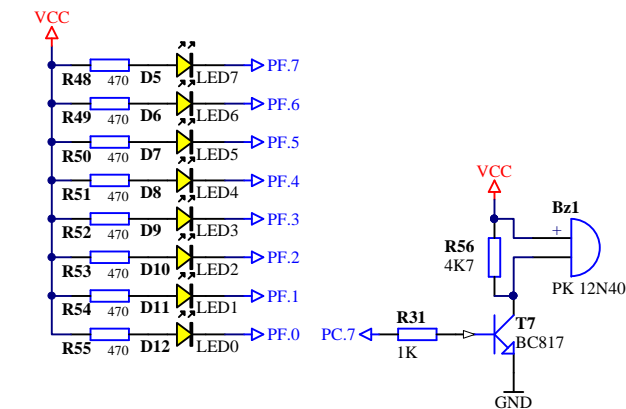 VCC
R48 470 D5 LED7 PF.7
R49 470 D6 LED6 PF.6
R50 470 D7 LED5 PF.5
R51 470 D8 LED4 PF.4
R52 470 D9 LED3 PF.3
R53 470 D10 LED2 PF.2
R54 470 D11 LED1 PF.1
R55 470 D12 LED0 PF.0
VCC
Bz1
+
R56
4K7
PK 12N40
PC.7
R31
1K
T7
BC817
GND